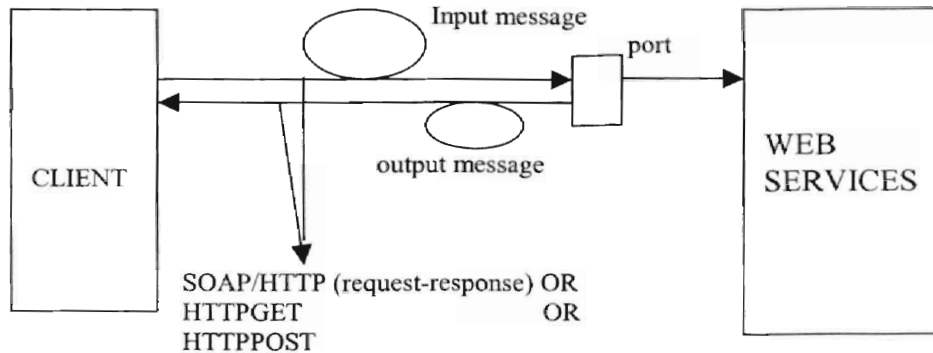 Input message
port
CLIENT
output message
WEB
SERVICES
SOAP/HTTP (request-response) OR
HTTPGET OR
HTTPPOST